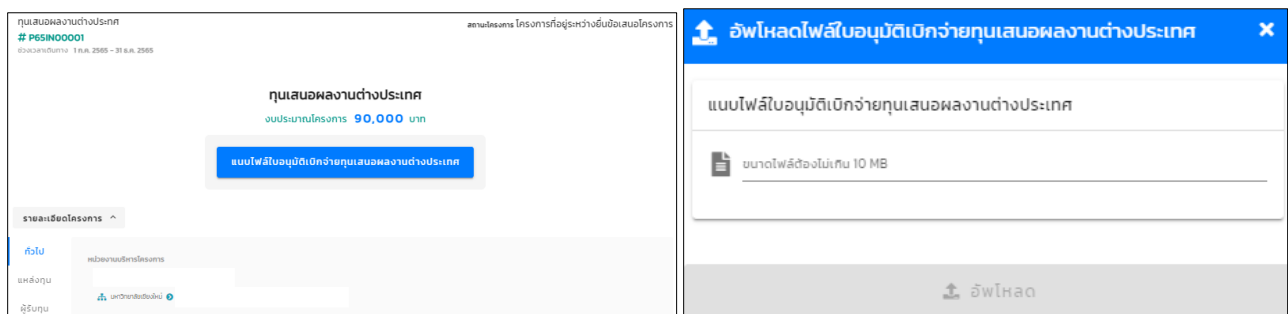 ทุนเสนอผลงานต่างประเทศ
# P65IN00001
ช่วงเวลาเดินทาง 1 ก.ค. 2565 - 31 ธ.ค. 2565
สถานะโครงการ โครงการที่อยู่ระหว่างยื่นข้อเสนอโครงการ
ทุนเสนอผลงานต่างประเทศ
งบประมาณโครงการ 90,000 บาท
แนบไฟล์ใบอนุมัติเบิกจ่ายทุนเสนอผลงานต่างประเทศ
รายละเอียดโครงการ ^
ทั่วไป
แหล่งทุน
ผู้รับทุน
หน่วยงานบริหารโครงการ
มหาวิทยาลัยเชียงใหม่
อัพโหลดไฟล์ใบอนุมัติเบิกจ่ายทุนเสนอผลงานต่างประเทศ ×
แนบไฟล์ใบอนุมัติเบิกจ่ายทุนเสนอผลงานต่างประเทศ
ขนาดไฟล์ต้องไม่เกิน 10 MB
อัพโหลด